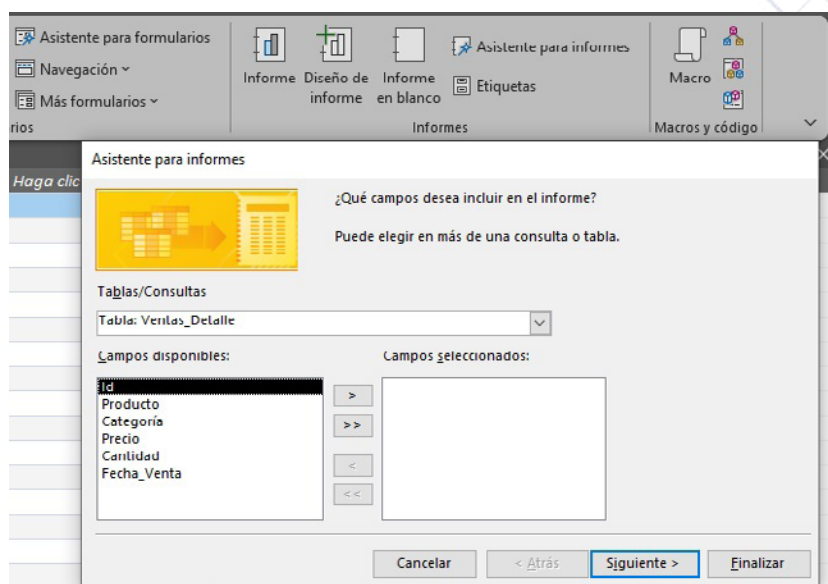 Asistente para formularios
Navegación
Más formularios
rios
Informe
Diseño de informe
Informe en blanco
Asistente para informes
Etiquetas
Informes
Macro
Macros y código
Haga clic
Asistente para informes
¿Qué campos desea incluir en el informe?
Puede elegir en más de una consulta o tabla.
Tablas/Consultas
Tabla: Ventas_Detalle
Campos disponibles:
Campos seleccionados:
Id
Producto
Categoría
Precio
Cantidad
Fecha_Venta
>
>>
<
<<
Cancelar
< Atrás
Siguiente >
Finalizar